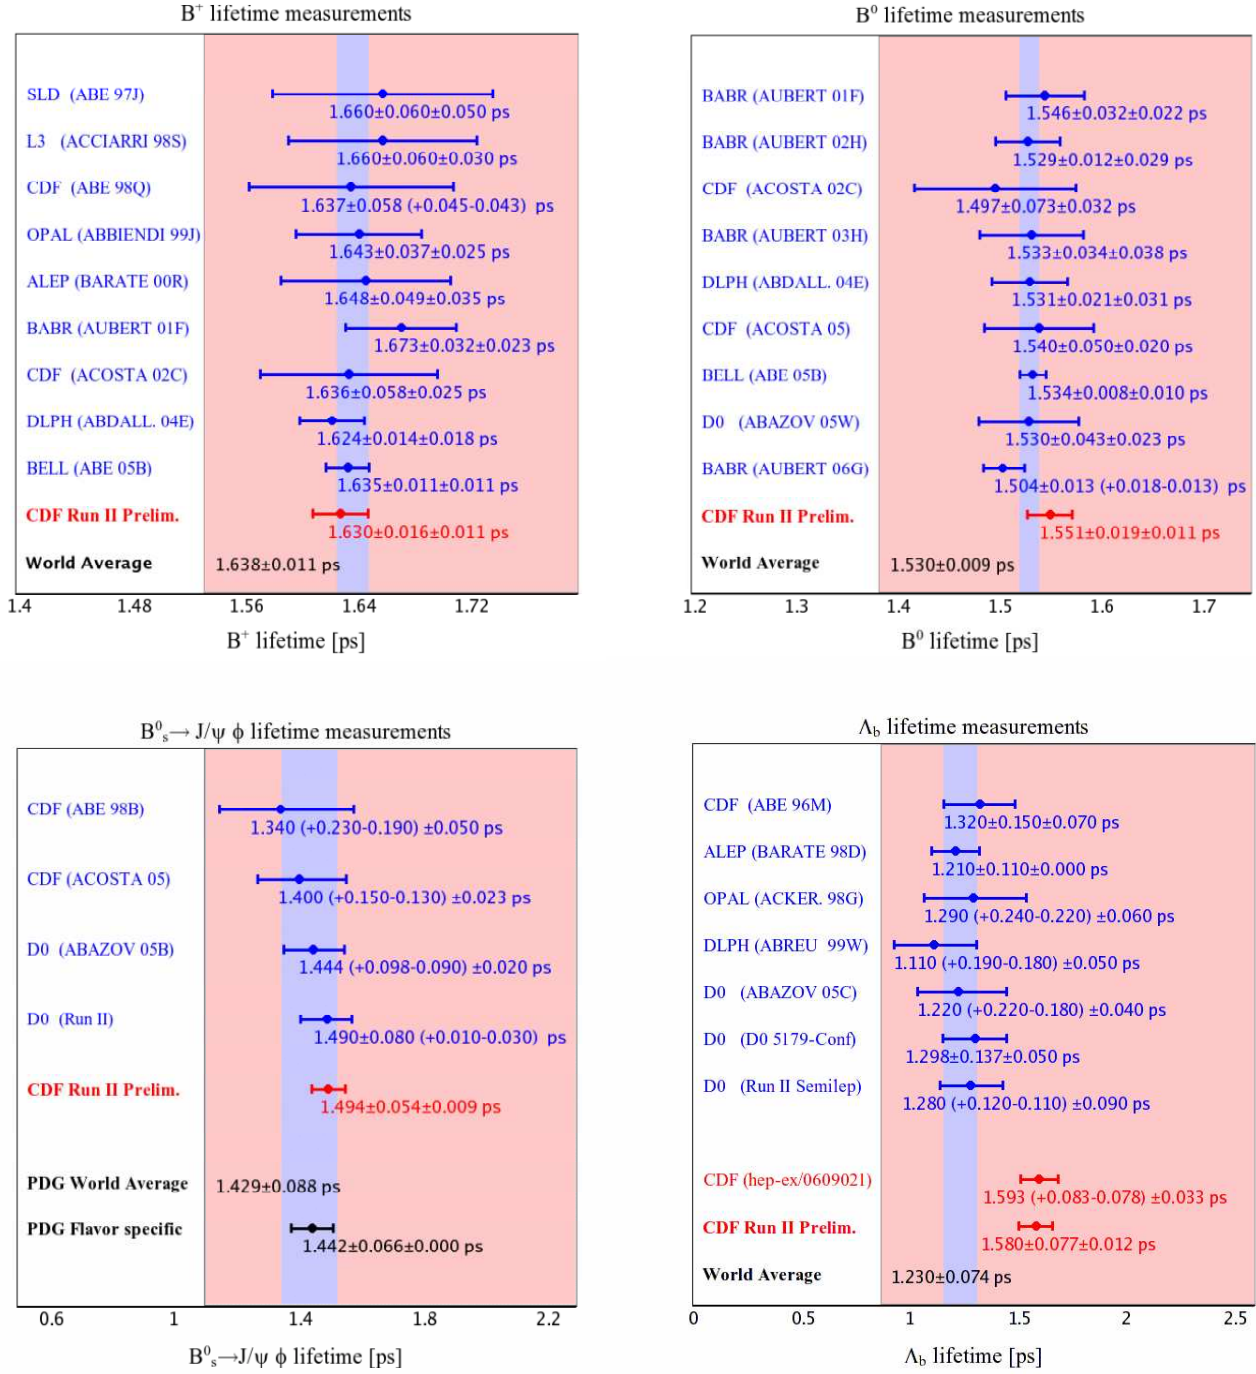 B⁺ lifetime measurements
SLD (ABE 97J)
1.660±0.060±0.050 ps
L3 (ACCIARRI 98S)
1.660±0.060±0.030 ps
CDF (ABE 98Q)
1.637±0.058 (+0.045-0.043) ps
OPAL (ABBIENDI 99J)
1.643±0.037±0.025 ps
ALEP (BARATE 00R)
1.648±0.049±0.035 ps
BABR (AUBERT 01F)
1.673±0.032±0.023 ps
CDF (ACOSTA 02C)
1.636±0.058±0.025 ps
DLPH (ABDALL. 04E)
1.624±0.014±0.018 ps
BELL (ABE 05B)
1.635±0.011±0.011 ps
CDF Run II Prelim.
1.630±0.016±0.011 ps
World Average 1.638±0.011 ps
1.4 1.48 1.56 1.64 1.72
B⁺ lifetime [ps]
B⁰ lifetime measurements
BABR (AUBERT 01F)
1.546±0.032±0.022 ps
BABR (AUBERT 02H)
1.529±0.012±0.029 ps
CDF (ACOSTA 02C)
1.497±0.073±0.032 ps
BABR (AUBERT 03H)
1.533±0.034±0.038 ps
DLPH (ABDALL. 04E)
1.531±0.021±0.031 ps
CDF (ACOSTA 05)
1.540±0.050±0.020 ps
BELL (ABE 05B)
1.534±0.008±0.010 ps
D0 (ABAZOV 05W)
1.530±0.043±0.023 ps
BABR (AUBERT 06G)
1.504±0.013 (+0.018-0.013) ps
CDF Run II Prelim.
1.551±0.019±0.011 ps
World Average 1.530±0.009 ps
1.2 1.3 1.4 1.5 1.6 1.7
B⁰ lifetime [ps]
B⁰ₛ→ J/ψ ϕ lifetime measurements
CDF (ABE 98B)
1.340 (+0.230-0.190) ±0.050 ps
CDF (ACOSTA 05)
1.400 (+0.150-0.130) ±0.023 ps
D0 (ABAZOV 05B)
1.444 (+0.098-0.090) ±0.020 ps
D0 (Run II)
1.490±0.080 (+0.010-0.030) ps
CDF Run II Prelim.
1.494±0.054±0.009 ps
PDG World Average 1.429±0.088 ps
PDG Flavor specific
1.442±0.066±0.000 ps
0.6 1 1.4 1.8 2.2
B⁰ₛ→J/ψ ϕ lifetime [ps]
Λb lifetime measurements
CDF (ABE 96M)
1.320±0.150±0.070 ps
ALEP (BARATE 98D)
1.210±0.110±0.000 ps
OPAL (ACKER. 98G)
1.290 (+0.240-0.220) ±0.060 ps
DLPH (ABREU 99W)
1.110 (+0.190-0.180) ±0.050 ps
D0 (ABAZOV 05C)
1.220 (+0.220-0.180) ±0.040 ps
D0 (D0 5179-Conf)
1.298±0.137±0.050 ps
D0 (Run II Semilep)
1.280 (+0.120-0.110) ±0.090 ps
CDF (hep-ex/0609021)
1.593 (+0.083-0.078) ±0.033 ps
CDF Run II Prelim.
1.580±0.077±0.012 ps
World Average 1.230±0.074 ps
0 0.5 1 1.5 2 2.5
Λb lifetime [ps]